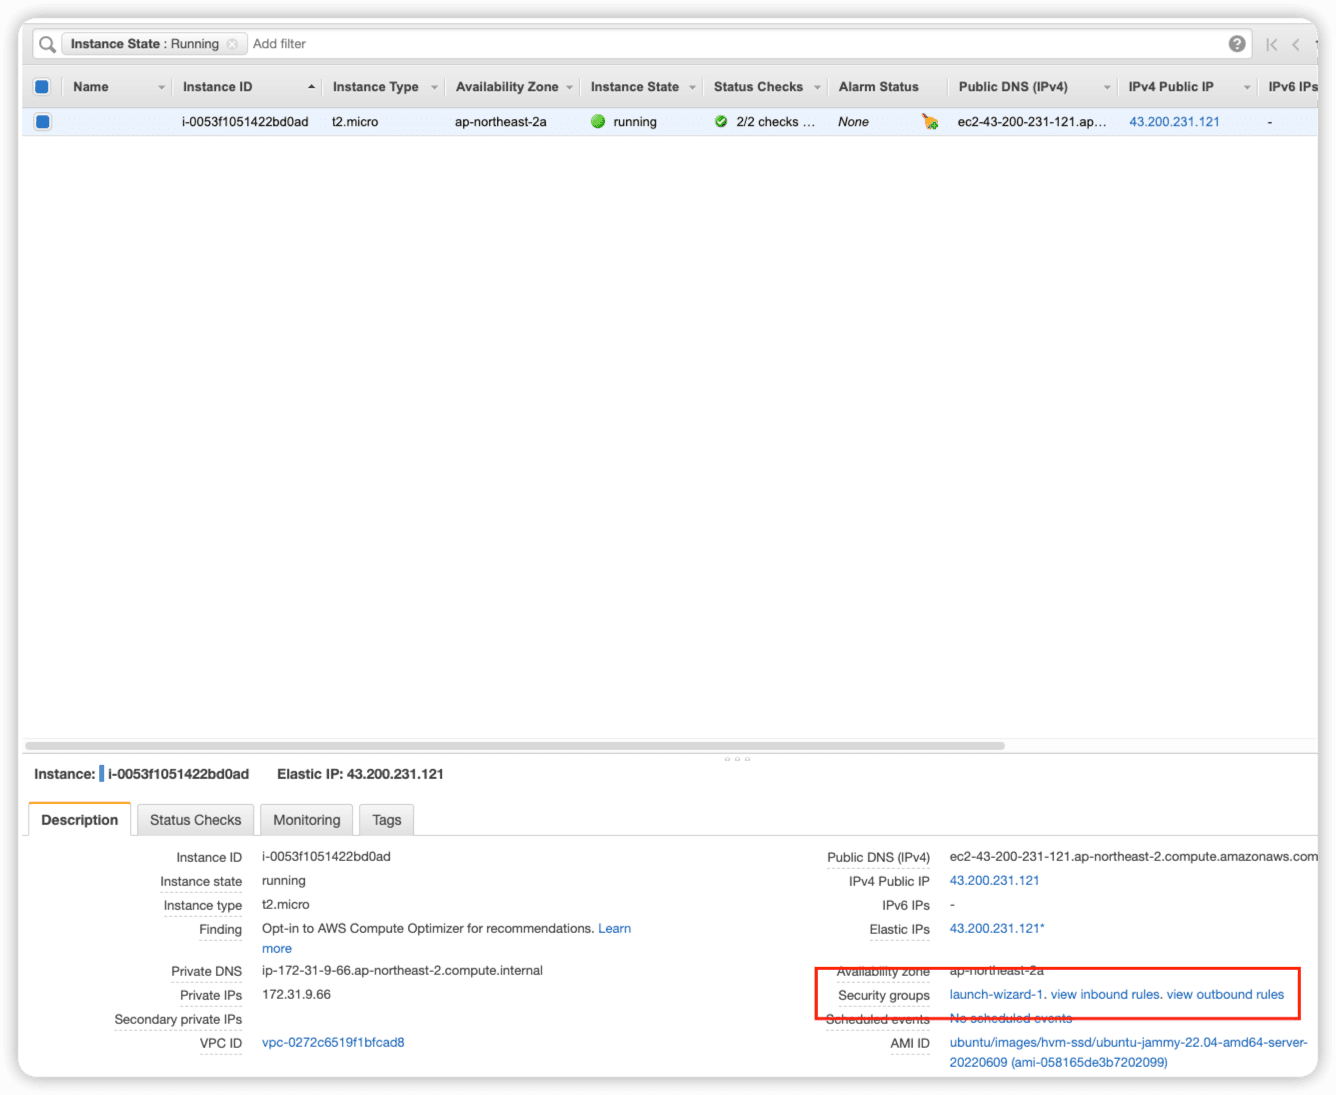 Instance State : Running Add filter
Name Instance ID Instance Type Availability Zone Instance State Status Checks Alarm Status Public DNS (IPv4) IPv4 Public IP IPv6 IPs
i-0053f1051422bd0ad t2.micro ap-northeast-2a running 2/2 checks ... None ec2-43-200-231-121.ap... 43.200.231.121 -
Instance: i-0053f1051422bd0ad Elastic IP: 43.200.231.121
Description Status Checks Monitoring Tags
Instance ID i-0053f1051422bd0ad
Instance state running
Instance type t2.micro
Finding Opt-in to AWS Compute Optimizer for recommendations. Learn
more
Private DNS ip-172-31-9-66.ap-northeast-2.compute.internal
Private IPs 172.31.9.66
Secondary private IPs
VPC ID vpc-0272c6519f1bfcad8
Public DNS (IPv4) ec2-43-200-231-121.ap-northeast-2.compute.amazonaws.com
IPv4 Public IP 43.200.231.121
IPv6 IPs -
Elastic IPs 43.200.231.121*
Availability zone ap-northeast-2a
Security groups launch-wizard-1. view inbound rules. view outbound rules
Scheduled events No scheduled events
AMI ID ubuntu/images/hvm-ssd/ubuntu-jammy-22.04-amd64-server-
20220609 (ami-058165de3b7202099)